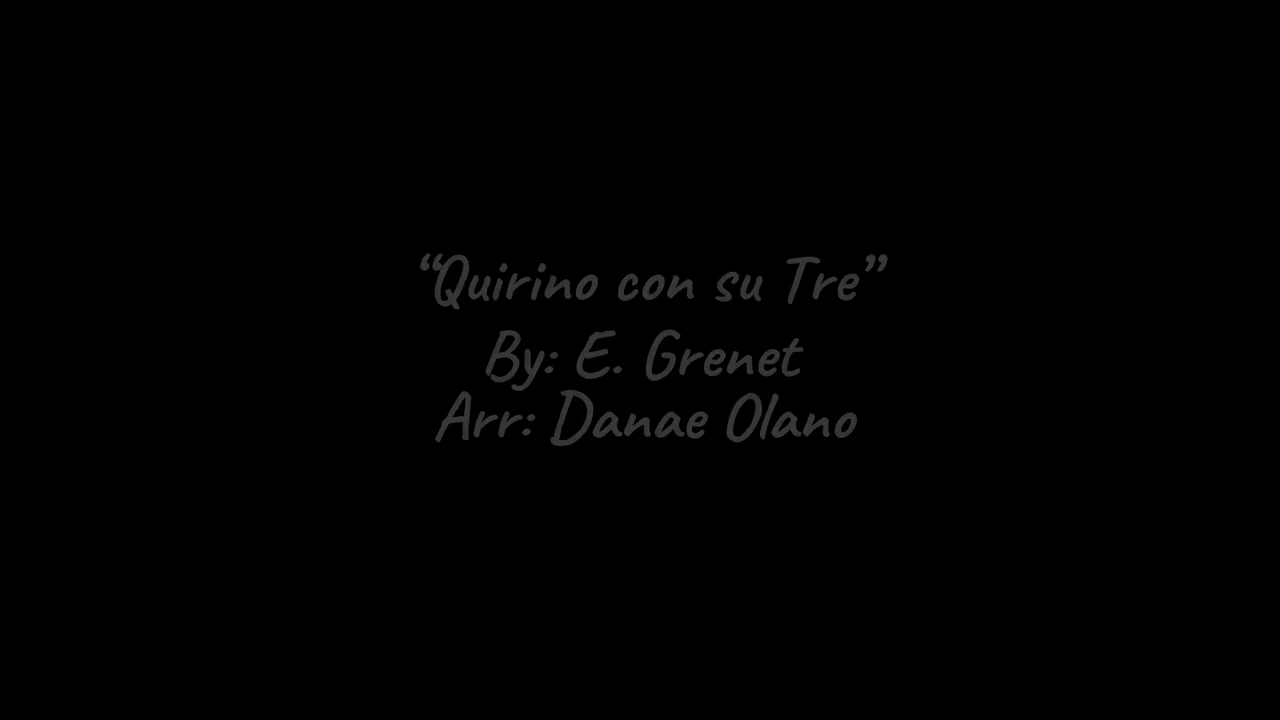 “Quirino con su Tre”
By: E. Grenet
Arr: Danae Olano